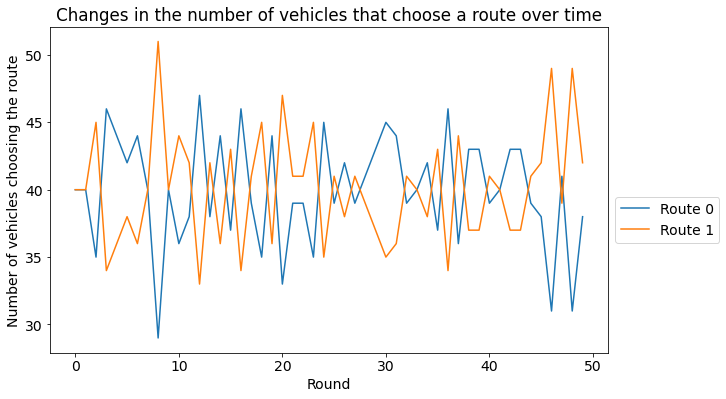 Changes in the number of vehicles that choose a route over time
Number of vehicles choosing the route
50
45
40
35
30
0
10
20
30
40
50
Round
Route 0
Route 1